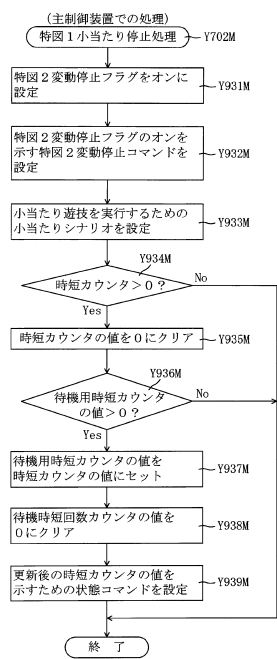 (主制御装置での処理)
特図１小当たり停止処理
Y702M
特図２変動停止フラグをオンに
設定
Y931M
特図２変動停止フラグのオンを
示す特図２変動停止コマンドを
設定
Y932M
小当たり遊技を実行するための
小当たりシナリオを設定
Y933M
Y934M
時短カウンタ＞０？
No
Yes
時短カウンタの値を０にクリア
Y935M
Y936M
待機用時短カウンタ
の値＞０？
No
Yes
待機用時短カウンタの値を
時短カウンタの値にセット
Y937M
待機時短回数カウンタの値を
０にクリア
Y938M
更新後の時短カウンタの値を
示すための状態コマンドを設定
Y939M
終 了